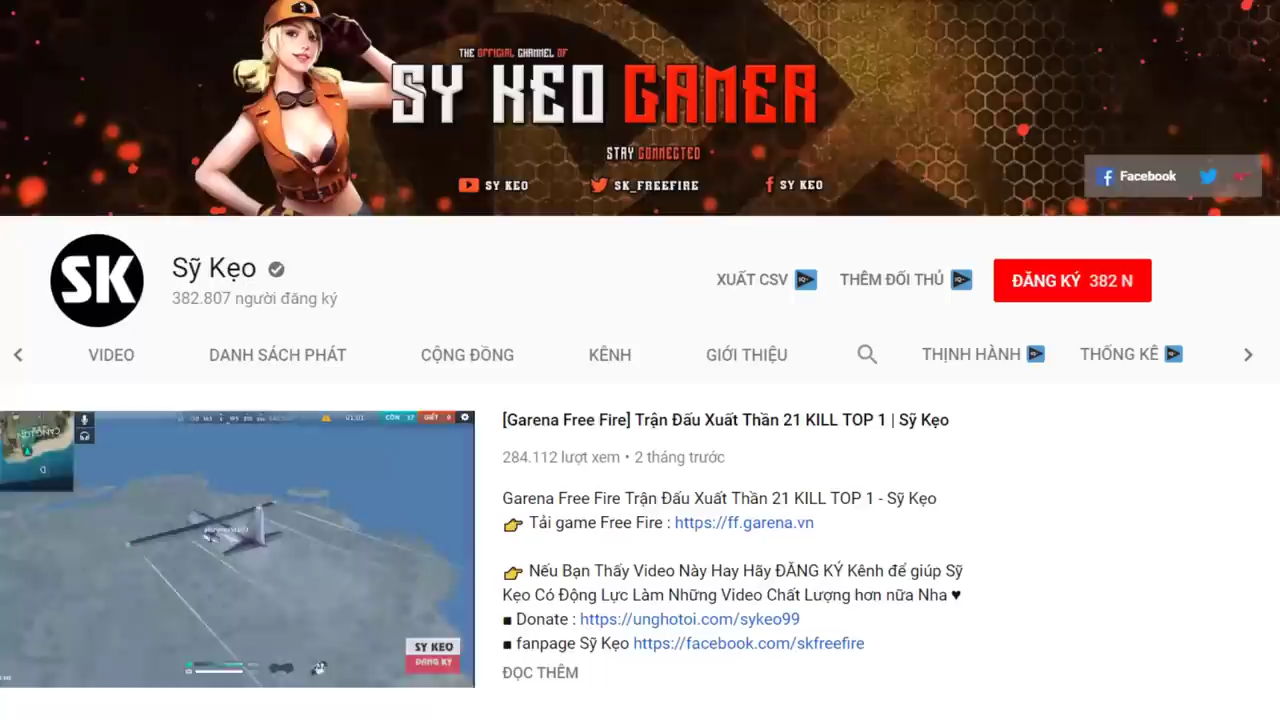 THE OFFICIAL CHANNEL OF
SY KEO GAMER
STAY CONNECTED
SY KEO
SK_FREEFIRE
SY KEO
Facebook
SK
Sỹ Kẹo
382.807 người đăng ký
XUẤT CSV
THÊM ĐỐI THỦ
ĐĂNG KÝ 382 N
VIDEO
DANH SÁCH PHÁT
CỘNG ĐỒNG
KÊNH
GIỚI THIỆU
THỊNH HÀNH
THỐNG KÊ
CÒN 37
GIẾT 0
[Garena Free Fire] Trận Đấu Xuất Thần 21 KILL TOP 1 | Sỹ Kẹo
284.112 lượt xem • 2 tháng trước
Garena Free Fire Trận Đấu Xuất Thần 21 KILL TOP 1 - Sỹ Kẹo
👉 Tải game Free Fire : https://ff.garena.vn
👉 Nếu Bạn Thấy Video Này Hay Hãy ĐĂNG KÝ Kênh để giúp Sỹ
Kẹo Có Động Lực Làm Những Video Chất Lượng hơn nữa Nha ♥
■ Donate : https://unghotoi.com/sykeo99
■ fanpage Sỹ Kẹo https://facebook.com/skfreefire
ĐỌC THÊM
SY KEO
ĐĂNG KÝ